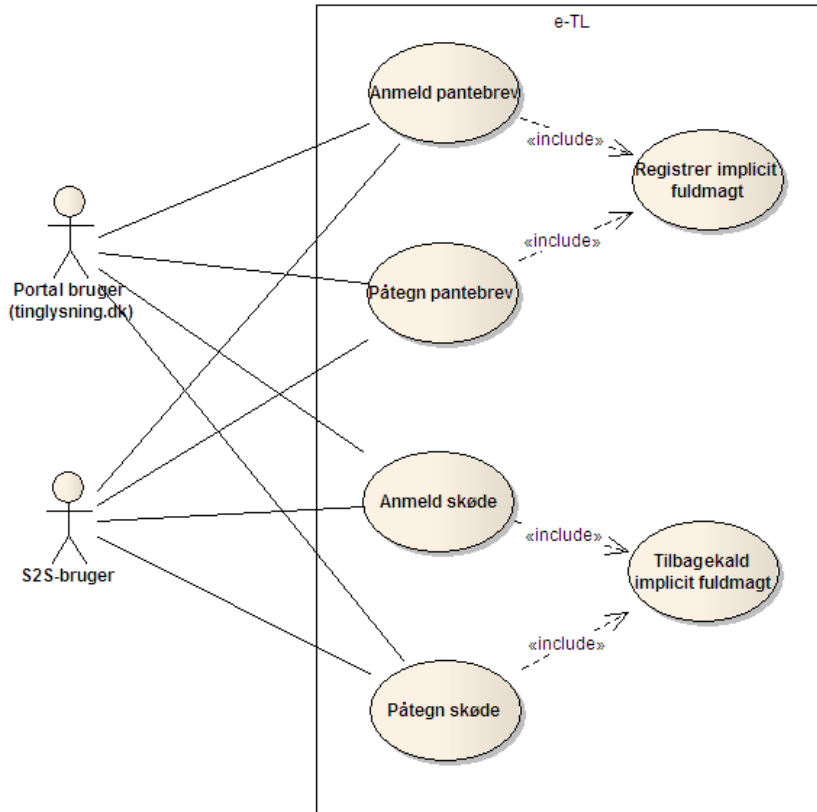 e-TL
Anmeld pantebrev
«include»
Registrer implicit
fuldmagt
Portal bruger
(tinglysning.dk)
«include»
Påtegn pantebrev
S2S-bruger
Anmeld skøde
«include»
Tilbagekald
implicit fuldmagt
«include»
Påtegn skøde